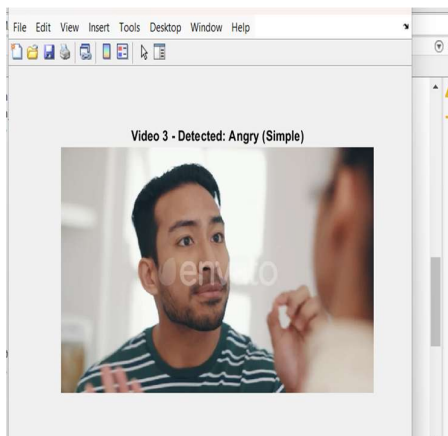 File Edit View Insert Tools Desktop Window Help
Video 3 - Detected: Angry (Simple)
envato